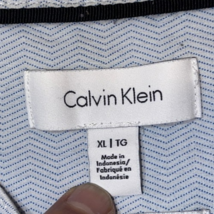 Calvin Klein
XL | TG
Made in
Indonesia/
Fabriqué en
Indonésie